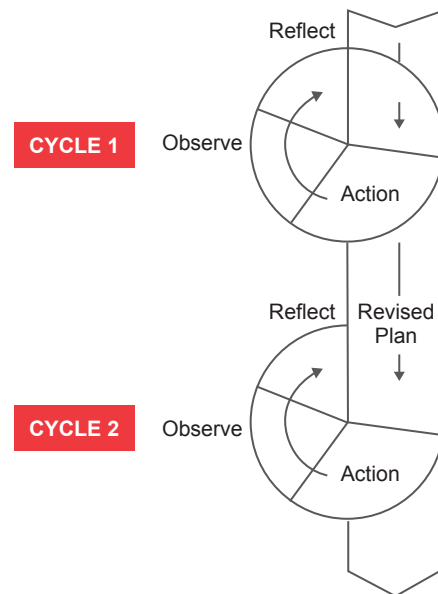 Reflect
CYCLE 1
Observe
Action
Reflect
Revised
Plan
CYCLE 2
Observe
Action